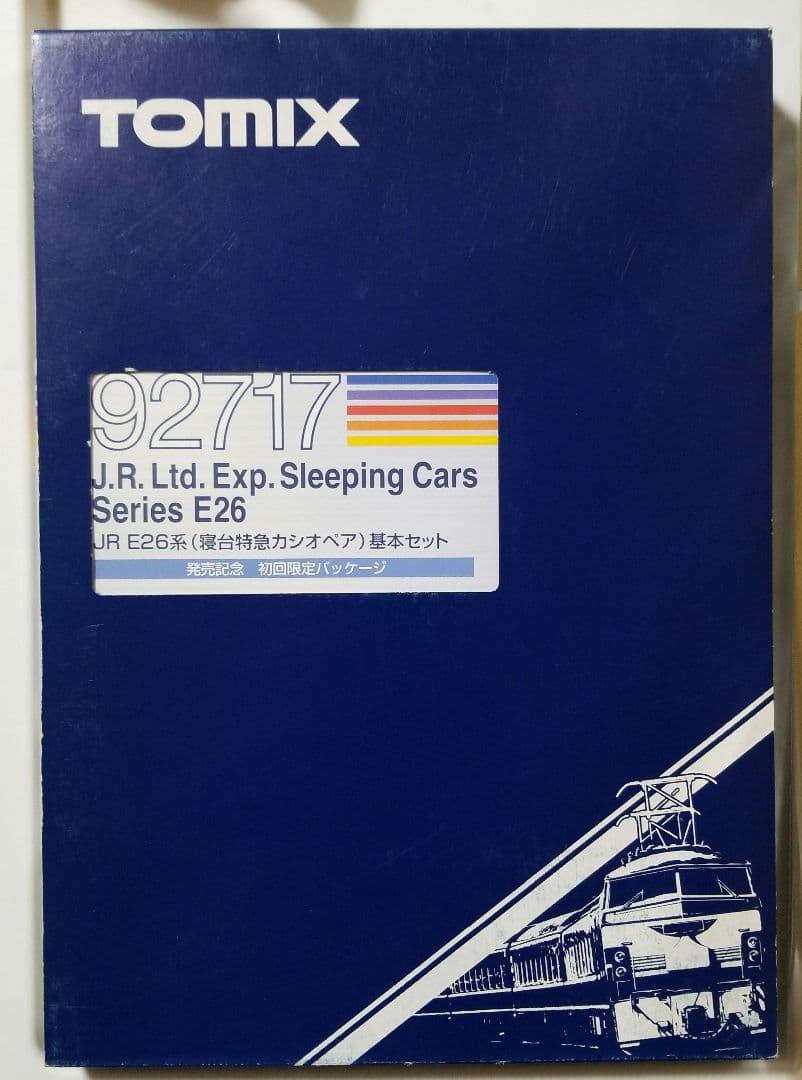 TOMIX
92717
J.R. Ltd. Exp. Sleeping Cars
Series E26
JR E26系（寝台特急カシオペア）基本セット
発売記念 初回限定パッケージ